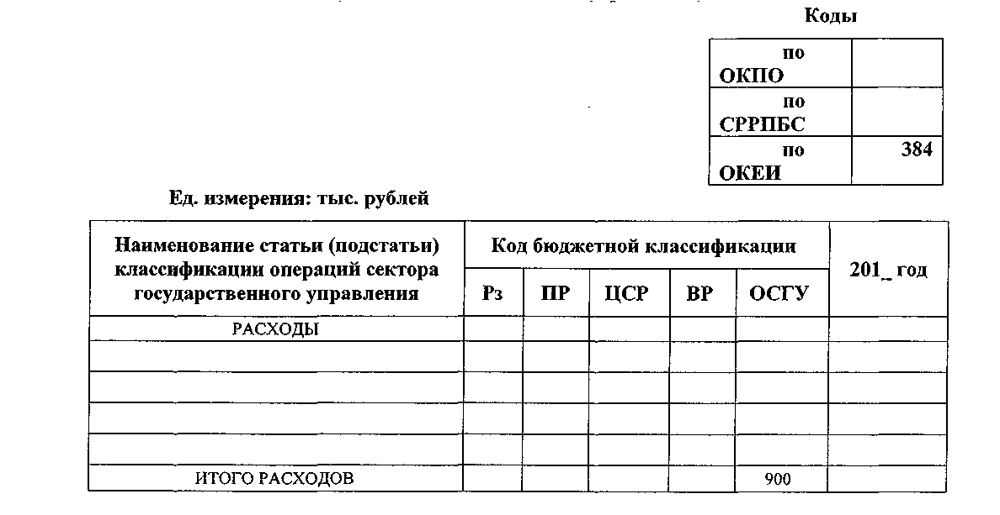 Коды
по
ОКПО
по
СРРПБС
по 384
ОКЕИ
Ед. измерения: тыс. рублей
Наименование статьи (подстатьи)
классификации операций сектора
государственного управления
Код бюджетной классификации
201_ год
Рз ПР ЦСР ВР ОСГУ
РАСХОДЫ
ИТОГО РАСХОДОВ 900